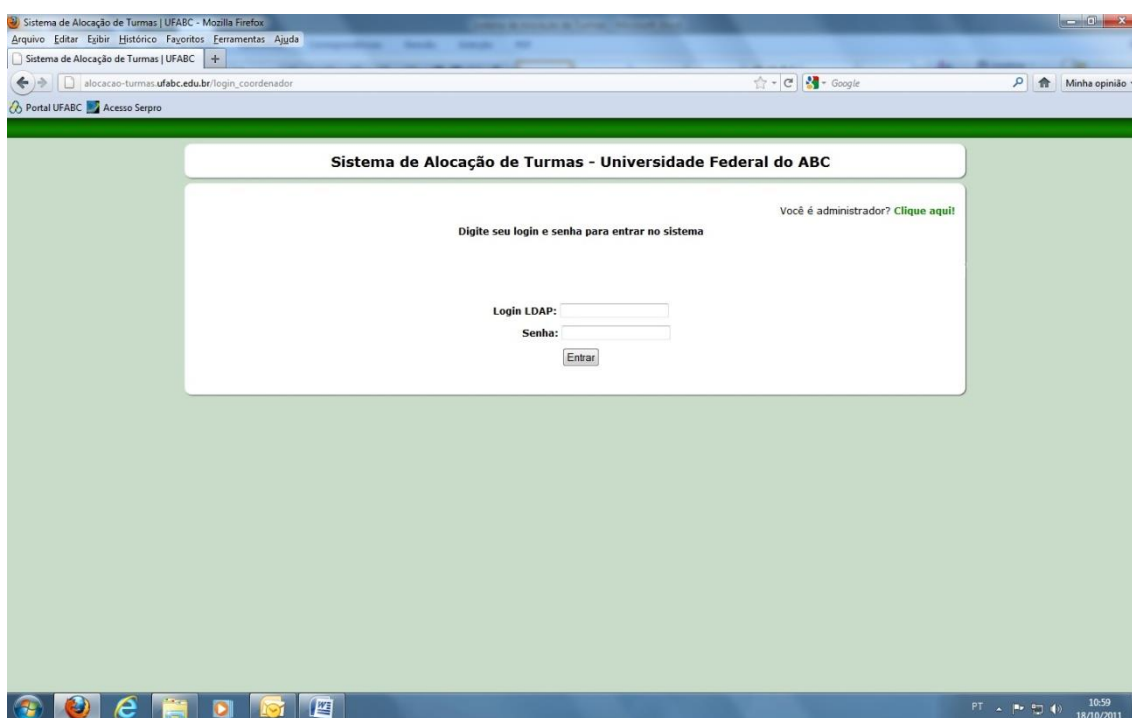 Sistema de Alocação de Turmas | UFABC - Mozilla Firefox
Arquivo Editar Exibir Histórico Favoritos Ferramentas Ajuda
Sistema de Alocação de Turmas | UFABC +
alocacao-turmas.ufabc.edu.br/login_coordenador Google Minha opinião
Portal UFABC Acesso Serpro
Sistema de Alocação de Turmas - Universidade Federal do ABC
Você é administrador? Clique aqui!
Digite seu login e senha para entrar no sistema
Login LDAP:
Senha:
Entrar
PT 10:59
18/10/2011